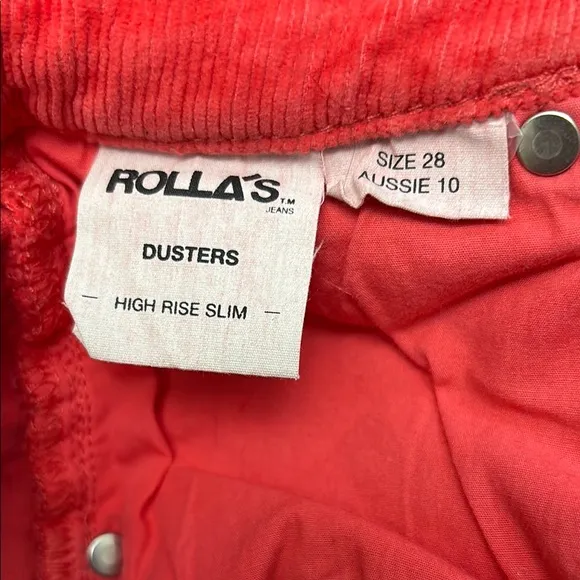 ROLLA'S TM
JEANS
DUSTERS
— HIGH RISE SLIM —
SIZE 28
AUSSIE 10